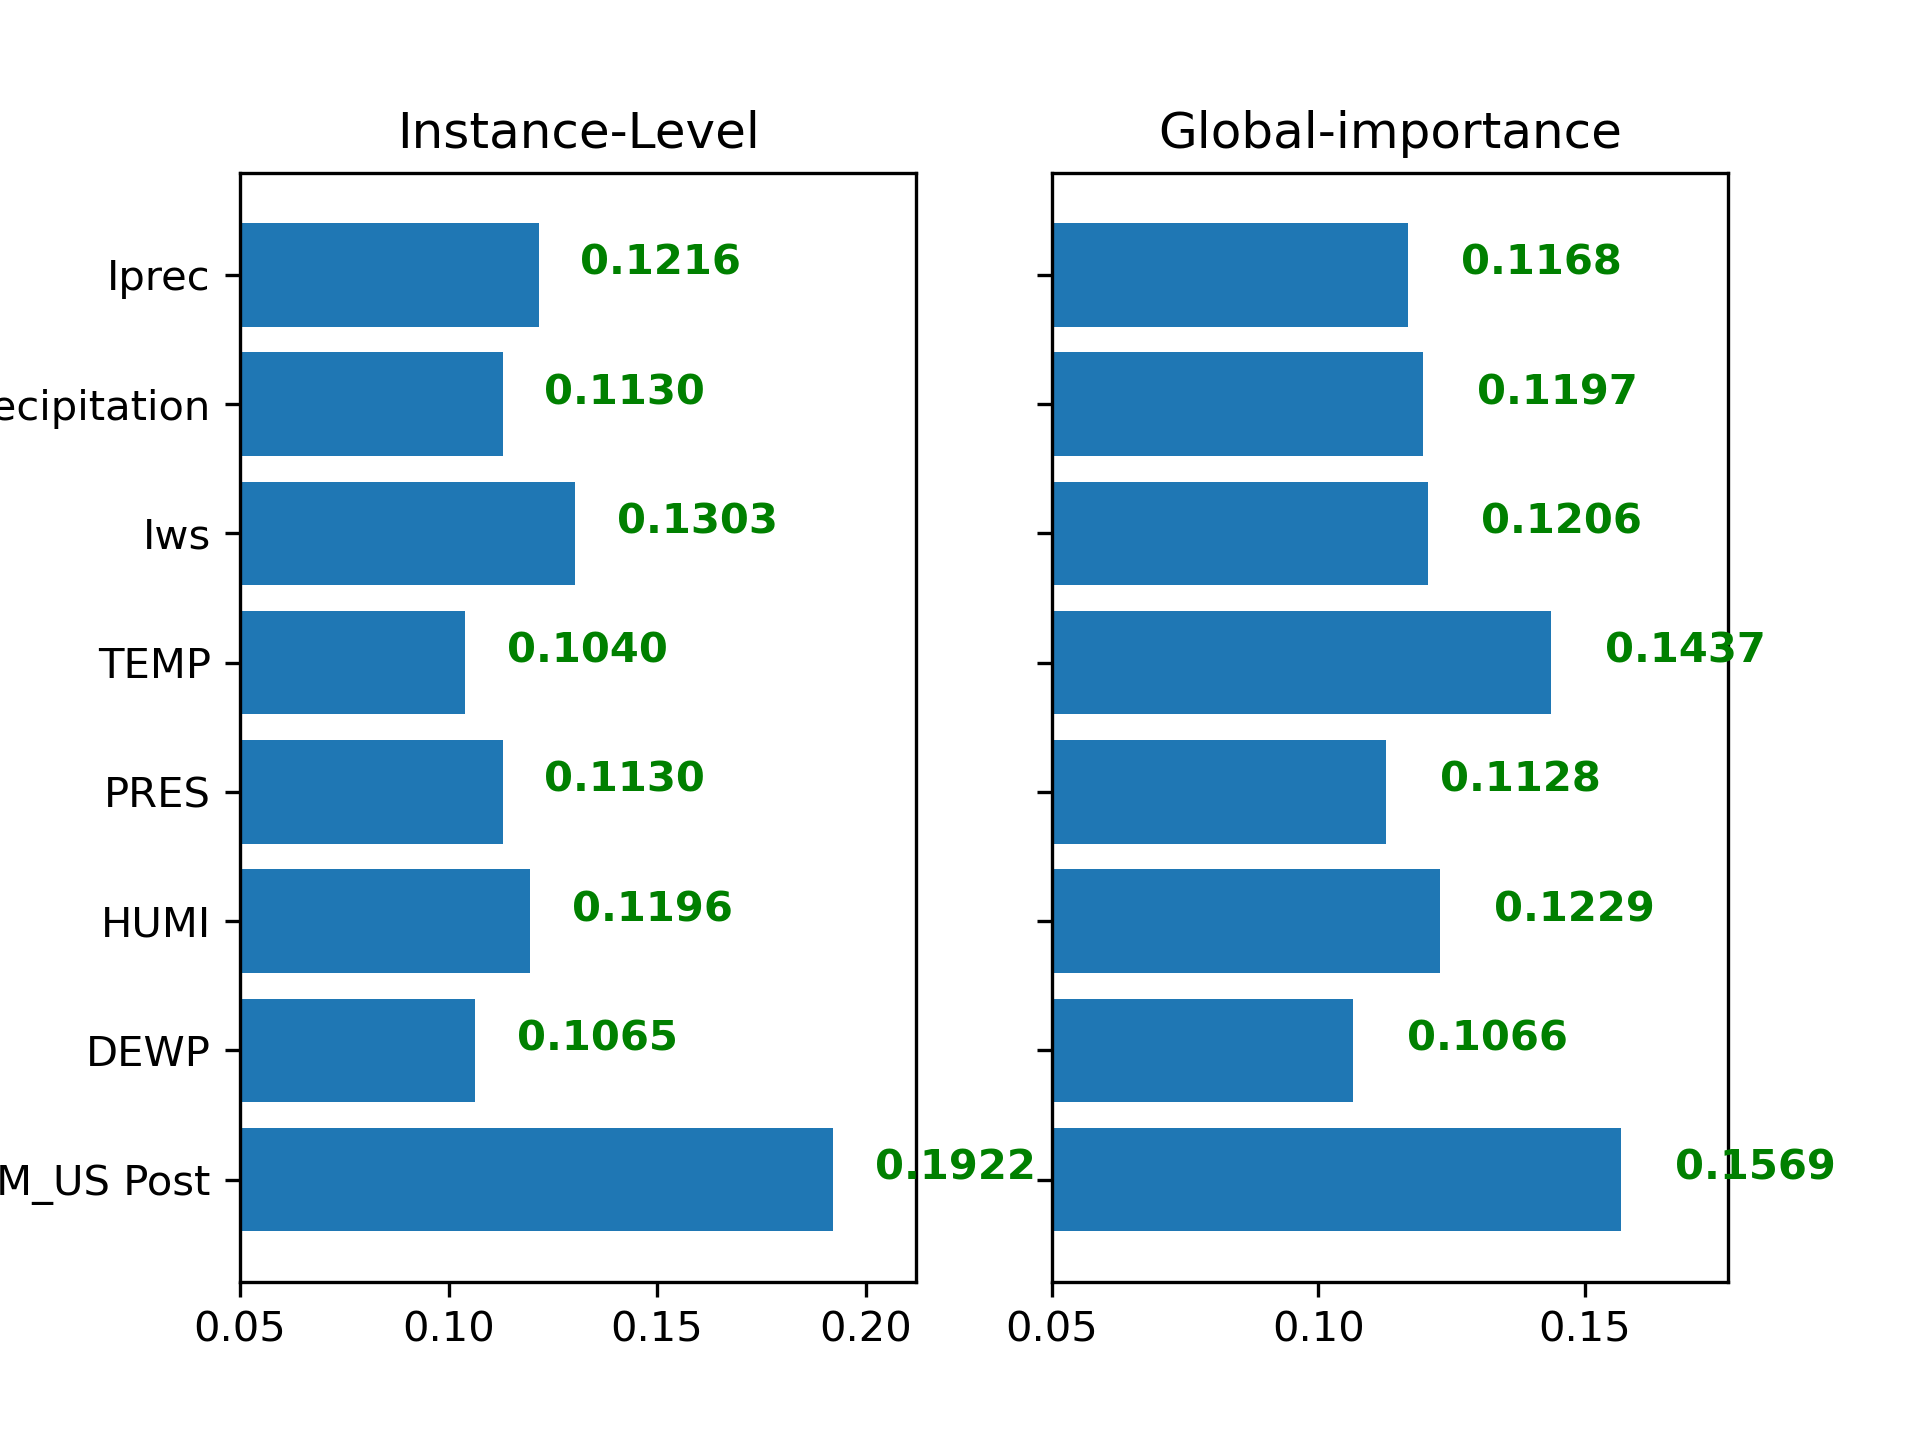 Instance-Level Global-importance
Iprec 0.1216 0.1168
ecipitation 0.1130 0.1197
Iws 0.1303 0.1206
TEMP 0.1040 0.1437
PRES 0.1130 0.1128
HUMI 0.1196 0.1229
DEWP 0.1065 0.1066
M_US Post 0.1922 0.1569
0.05 0.10 0.15 0.20 0.05 0.10 0.15